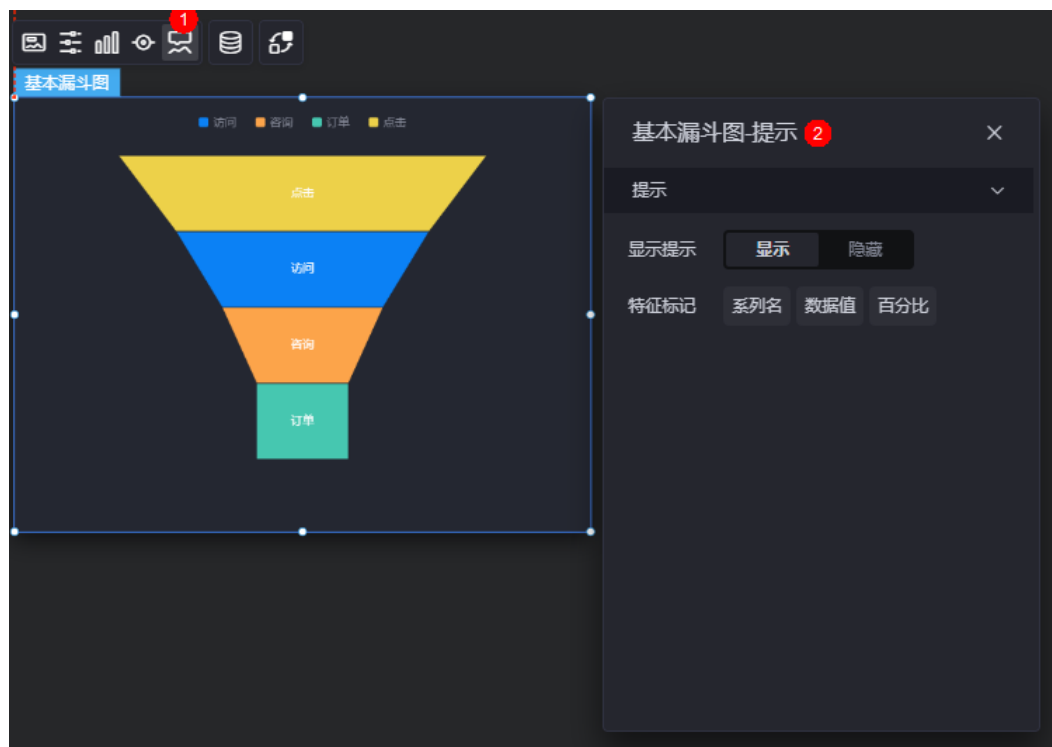 1
基本漏斗图
访问 咨询 订单 点击
点击
访问
咨询
订单
基本漏斗图-提示 2
提示
显示提示 显示 隐藏
特征标记 系列名 数据值 百分比